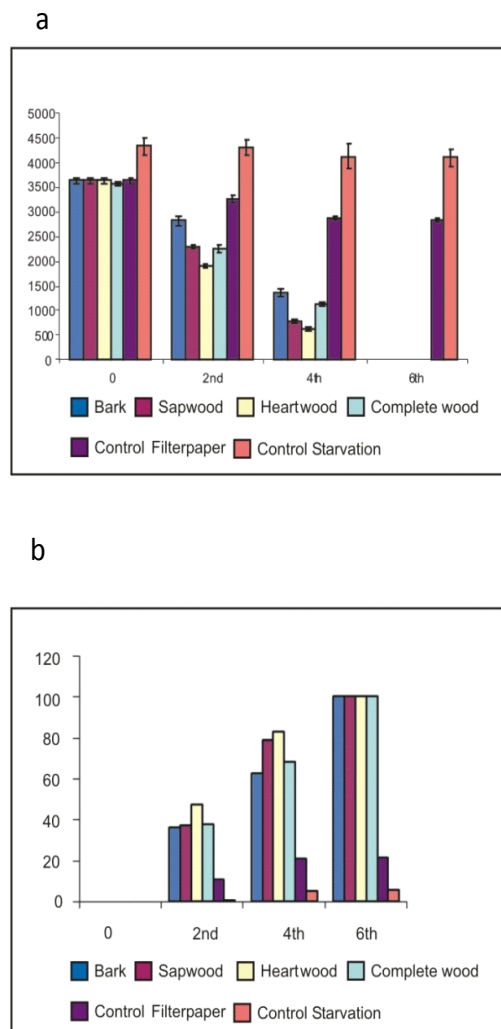 a
5000
4500
4000
3500
3000
2500
2000
1500
1000
500
0
0 2nd 4th 6th
Bark Sapwood Heartwood Complete wood
Control Filterpaper Control Starvation
b
120
100
80
60
40
20
0
0 2nd 4th 6th
Bark Sapwood Heartwood Complete wood
Control Filterpaper Control Starvation